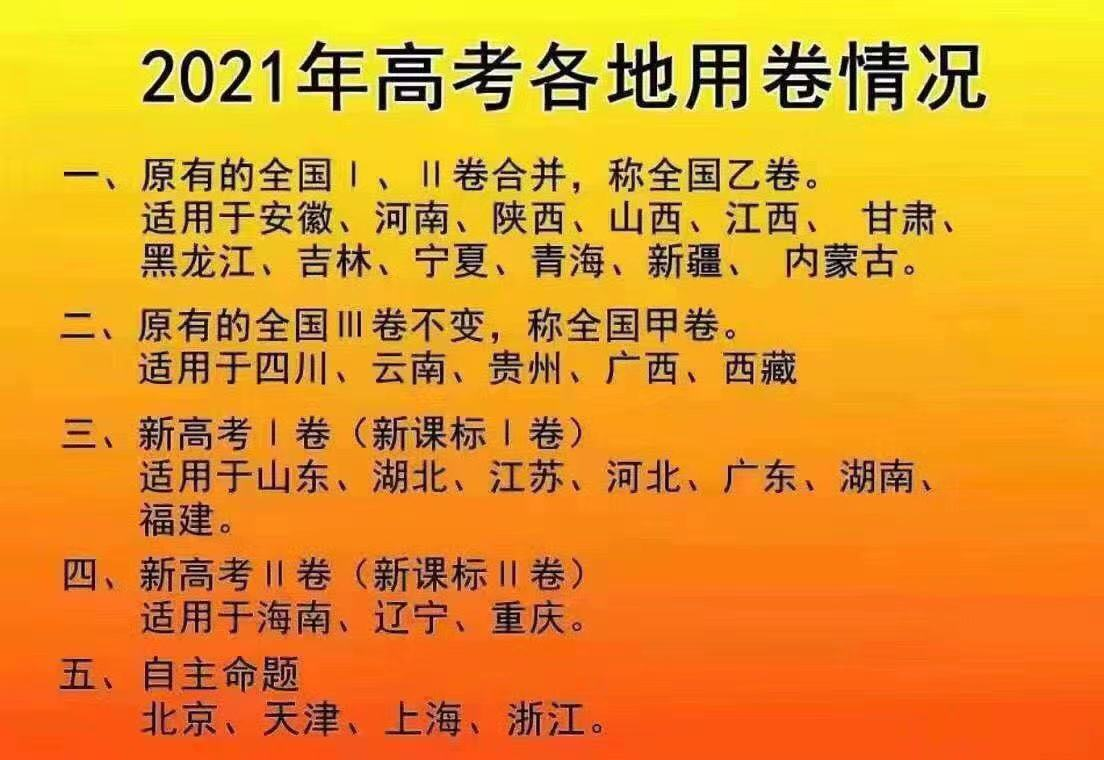 2021年高考各地用卷情况
一、原有的全国Ⅰ、Ⅱ卷合并，称全国乙卷。
适用于安徽、河南、陕西、山西、江西、 甘肃、
黑龙江、吉林、宁夏、青海、新疆、 内蒙古。
二、原有的全国Ⅲ卷不变，称全国甲卷。
适用于四川、云南、贵州、广西、西藏
三、新高考Ⅰ卷（新课标Ⅰ卷）
适用于山东、湖北、江苏、河北、广东、湖南、
福建。
四、新高考Ⅱ卷（新课标Ⅱ卷）
适用于海南、辽宁、重庆。
五、自主命题
北京、天津、上海、浙江。